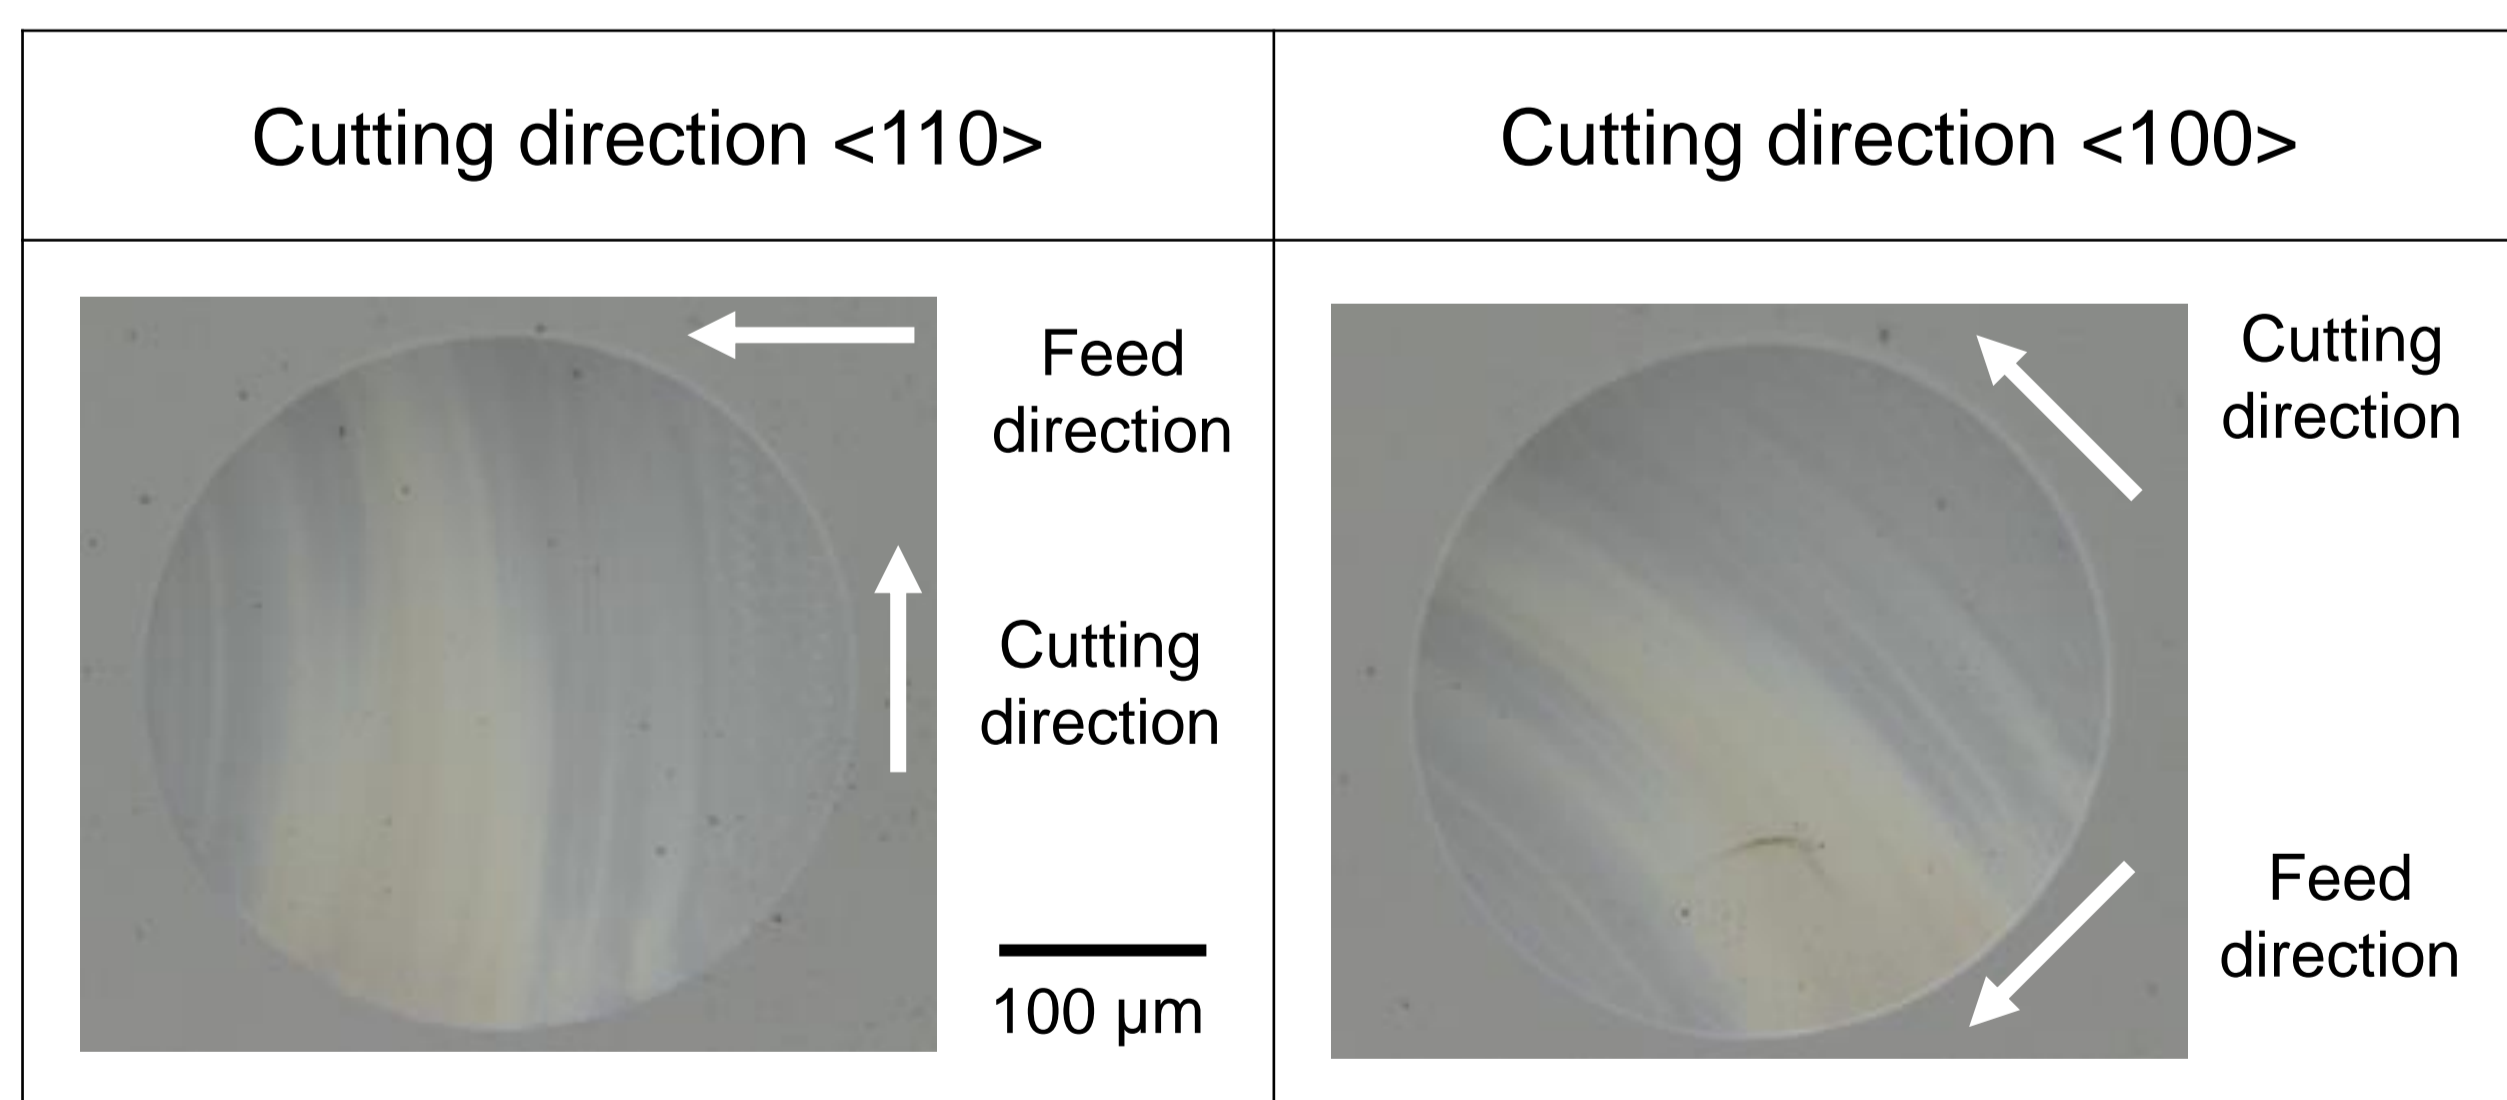 Cutting direction <110>
Cutting direction <100>
Feed
direction
Cutting
direction
100 µm
Cutting
direction
Feed
direction